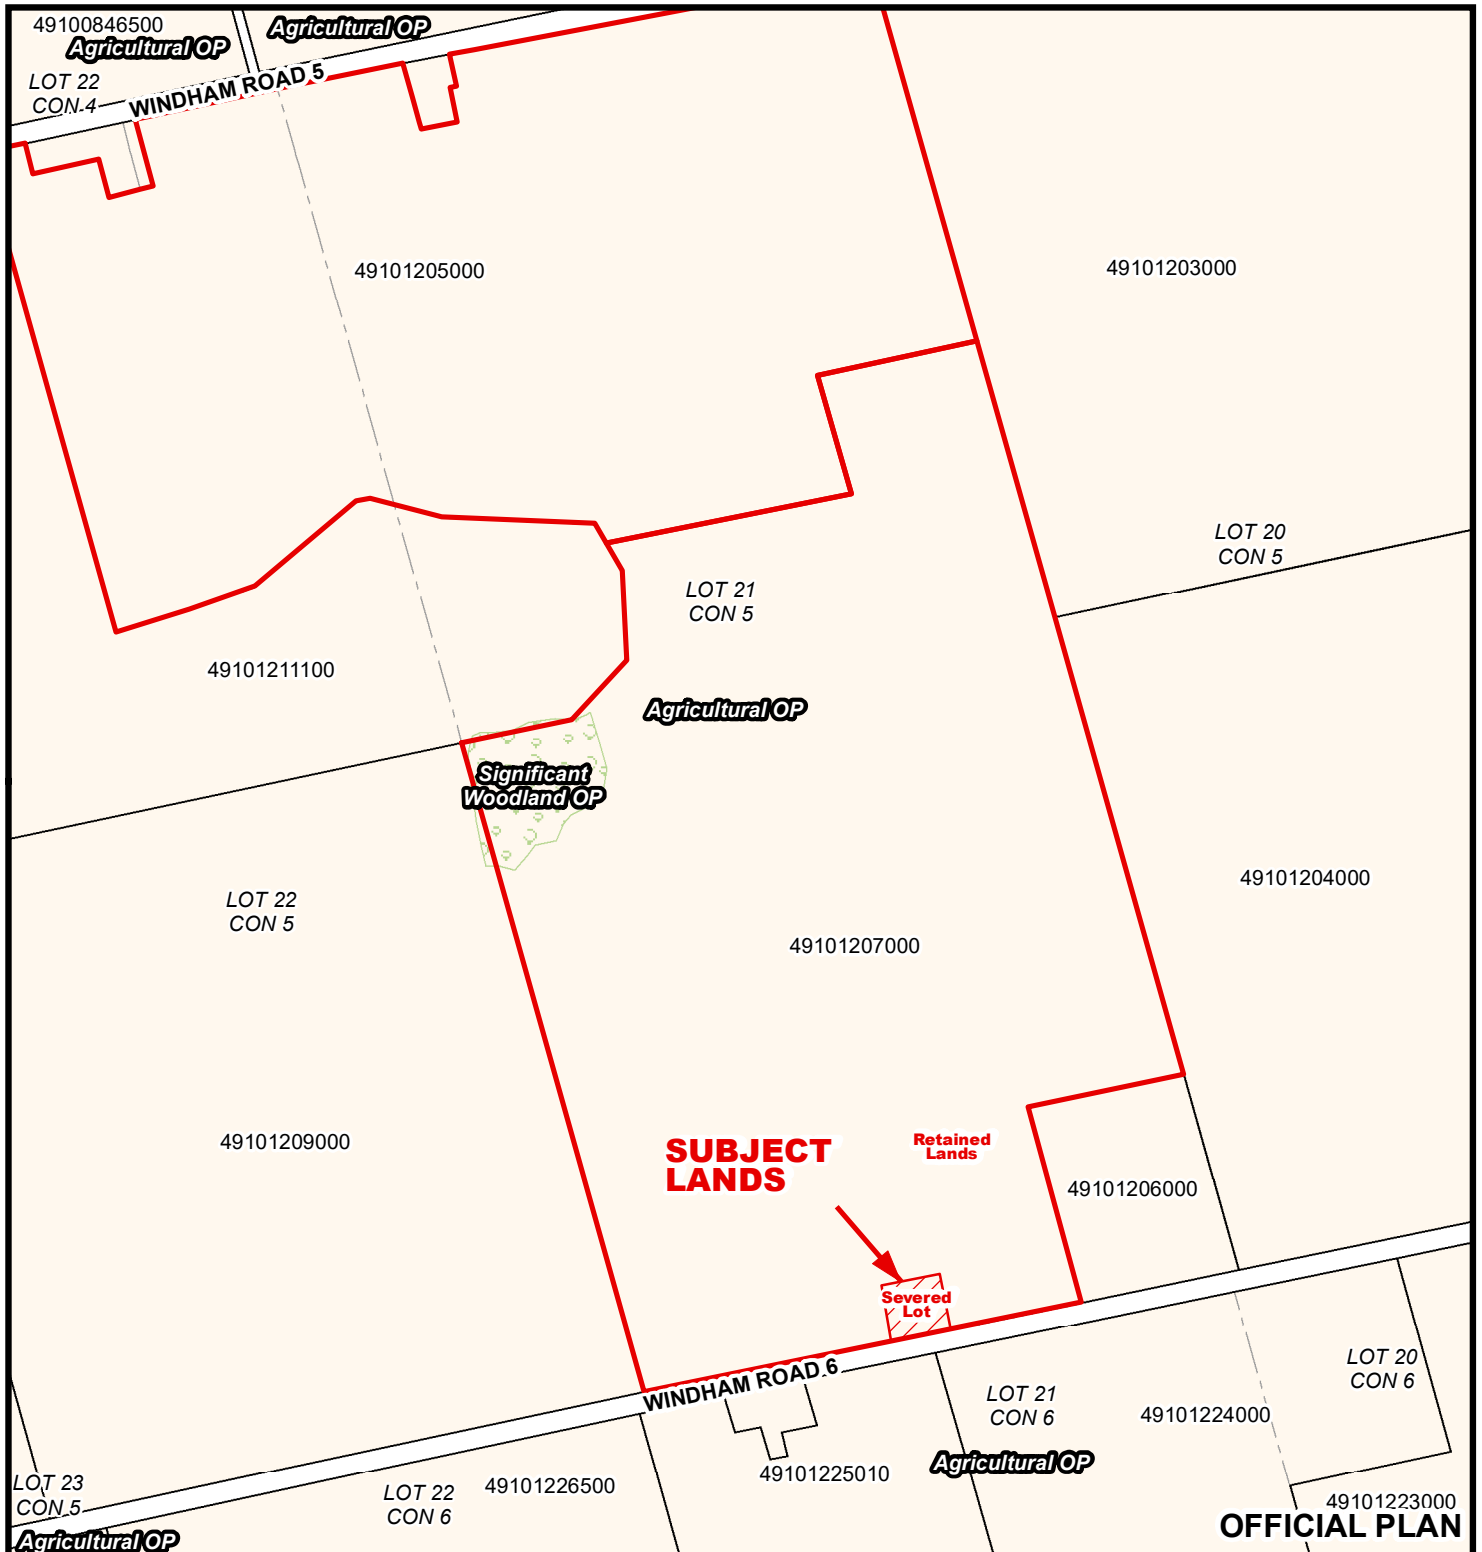 49100846500
Agricultural OP
Agricultural OP
LOT 22
CON 4
WINDHAM ROAD 5
49101205000
49101203000
LOT 20
CON 5
LOT 21
CON 5
49101211100
Agricultural OP
Significant
Woodland OP
LOT 22
CON 5
49101204000
49101207000
49101209000
SUBJECT
LANDS
Retained
Lands
49101206000
Severed
Lot
WINDHAM ROAD 6
LOT 20
CON 6
LOT 21
CON 6
49101224000
Agricultural OP
49101225010
LOT 23
CON 5
LOT 22
CON 6
49101226500
49101223000
OFFICIAL PLAN
Agricultural OP